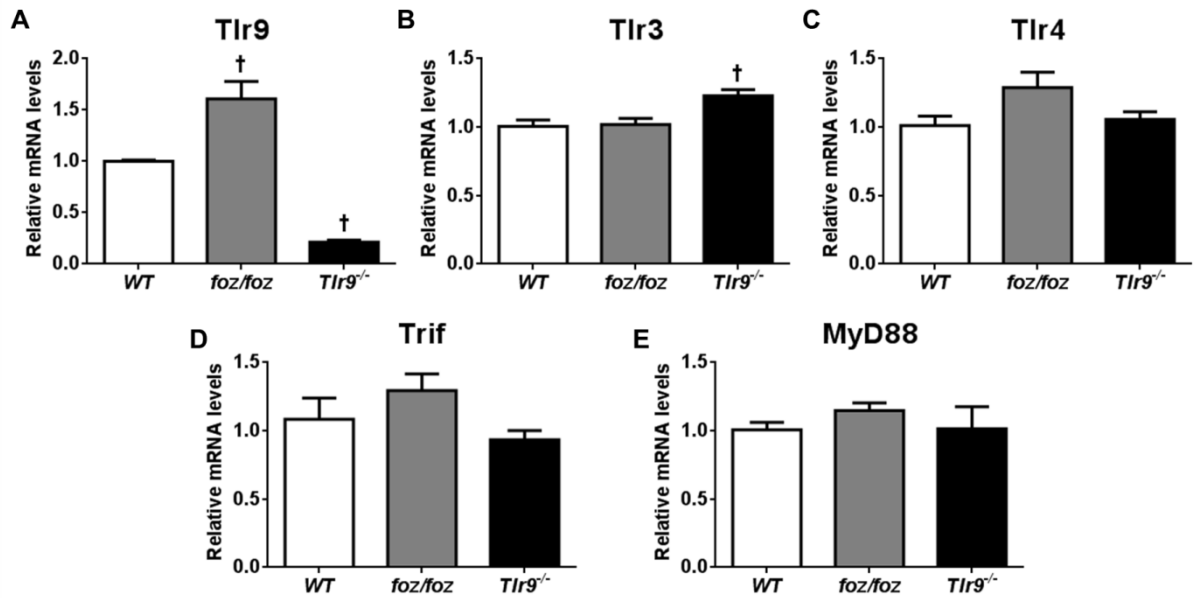 A
Tlr9
Relative mRNA levels
2.0
1.5
1.0
0.5
0.0
†
†
WT
foz/foz
Tlr9-/-
B
Tlr3
Relative mRNA levels
1.5
1.0
0.5
0.0
†
WT
foz/foz
Tlr9-/-
C
Tlr4
Relative mRNA levels
1.5
1.0
0.5
0.0
WT
foz/foz
Tlr9-/-
D
Trif
Relative mRNA levels
1.5
1.0
0.5
0.0
WT
foz/foz
Tlr9-/-
E
MyD88
Relative mRNA levels
1.5
1.0
0.5
0.0
WT
foz/foz
Tlr9-/-